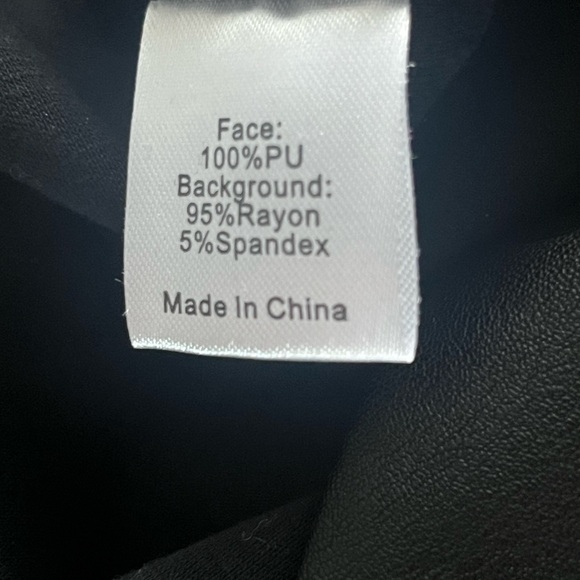 Face:
100%PU
Background:
95%Rayon
5%Spandex
Made In China